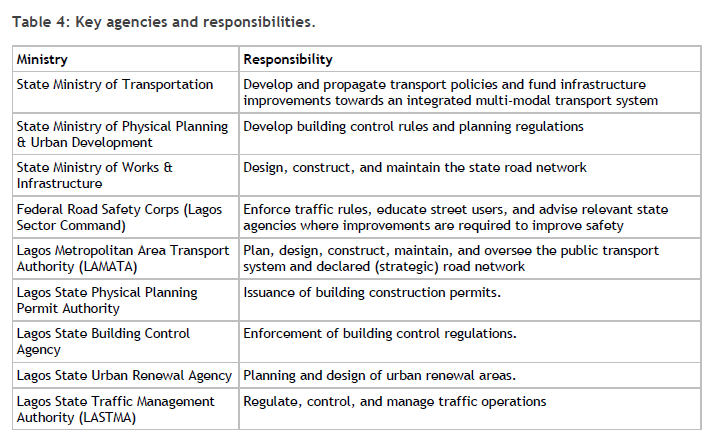 Table 4: Key agencies and responsibilities.
Ministry
Responsibility
State Ministry of Transportation
Develop and propagate transport policies and fund infrastructure
improvements towards an integrated multi-modal transport system
State Ministry of Physical Planning
& Urban Development
Develop building control rules and planning regulations
State Ministry of Works &
Infrastructure
Design, construct, and maintain the state road network
Federal Road Safety Corps (Lagos
Sector Command)
Enforce traffic rules, educate street users, and advise relevant state
agencies where improvements are required to improve safety
Lagos Metropolitan Area Transport
Authority (LAMATA)
Plan, design, construct, maintain, and oversee the public transport
system and declared (strategic) road network
Lagos State Physical Planning
Permit Authority
Issuance of building construction permits.
Lagos State Building Control
Agency
Enforcement of building control regulations.
Lagos State Urban Renewal Agency
Planning and design of urban renewal areas.
Lagos State Traffic Management
Authority (LASTMA)
Regulate, control, and manage traffic operations